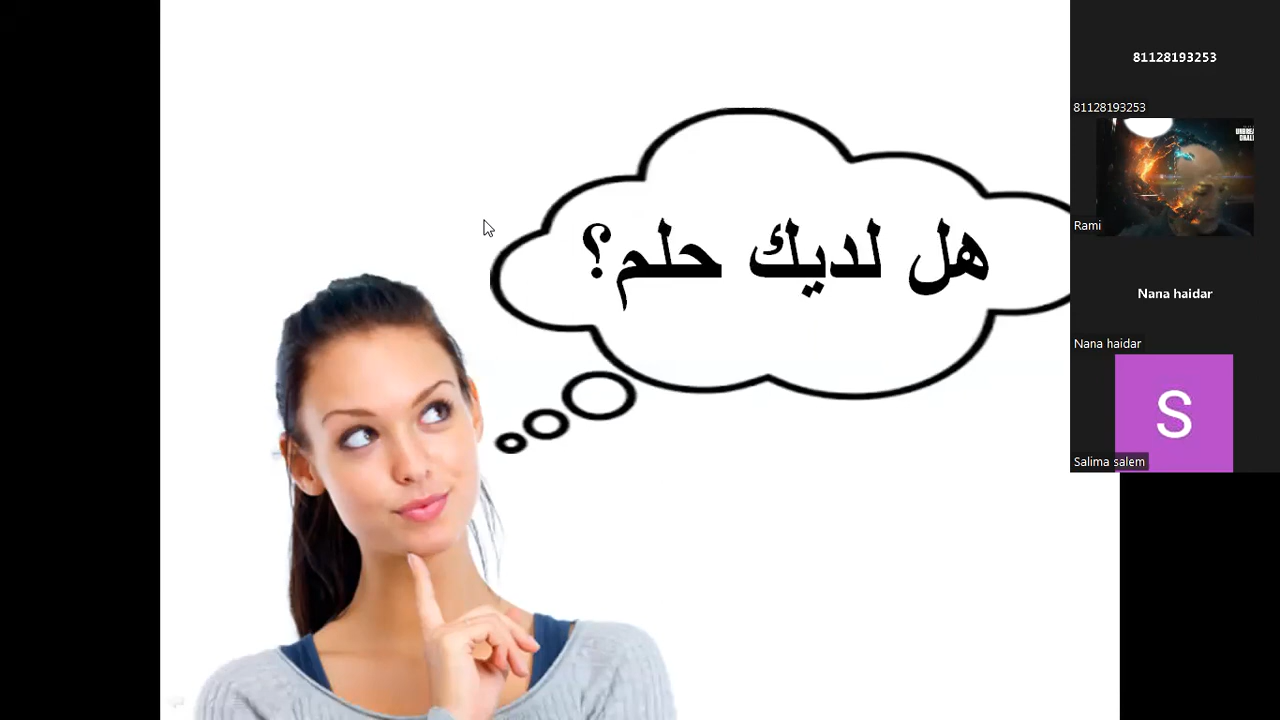 هل لديك حلم؟
81128193253
81128193253
Rami
Nana haidar
Nana haidar
S
Salima salem